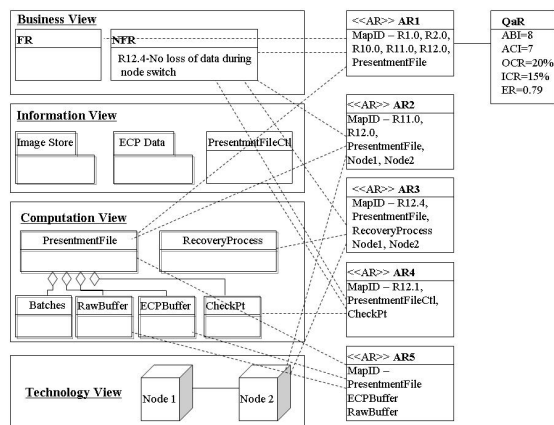 Business View
FR
NFR
R12.4-No loss of data during
node switch
Information View
Image Store
ECP Data
PresentmntFileCtl
Computation View
PresentmentFile
RecoveryProcess
Batches
RawBuffer
ECPBuffer
CheckPt
Technology View
Node 1
Node 2
<<AR>> AR1
MapID – R1.0, R2.0,
R10.0, R11.0, R12.0,
PresentmentFile
<<AR>> AR2
MapID – R11.0,
R12.0,
PresentmentFile,
Node1, Node2
<<AR>> AR3
MapID – R12.4,
PresentmentFile,
RecoveryProcess
Node1, Node2
<<AR>> AR4
MapID – R12.1,
PresentmentFileCtl,
CheckPt
<<AR>> AR5
MapID –
PresentmentFile
ECPBuffer
RawBuffer
QaR
ABI=8
ACI=7
OCR=20%
ICR=15%
ER=0.79